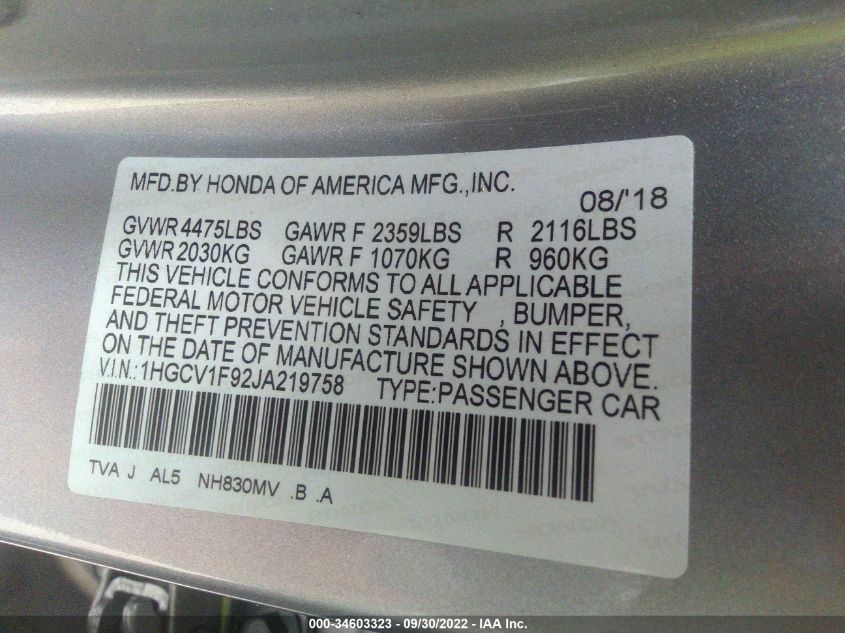 MFD.BY HONDA OF AMERICA MFG.,INC.
08/'18
GVWR 4475LBS GAWR F 2359LBS R 2116LBS
GVWR 2030KG GAWR F 1070KG R 960KG
THIS VEHICLE CONFORMS TO ALL APPLICABLE
FEDERAL MOTOR VEHICLE SAFETY , BUMPER,
AND THEFT PREVENTION STANDARDS IN EFFECT
ON THE DATE OF MANUFACTURE SHOWN ABOVE.
V.I.N.:1HGCV1F92JA219758 TYPE:PASSENGER CAR
TVA J AL5 NH830MV .B .A
000-34603323 - 09/30/2022 - IAA Inc.